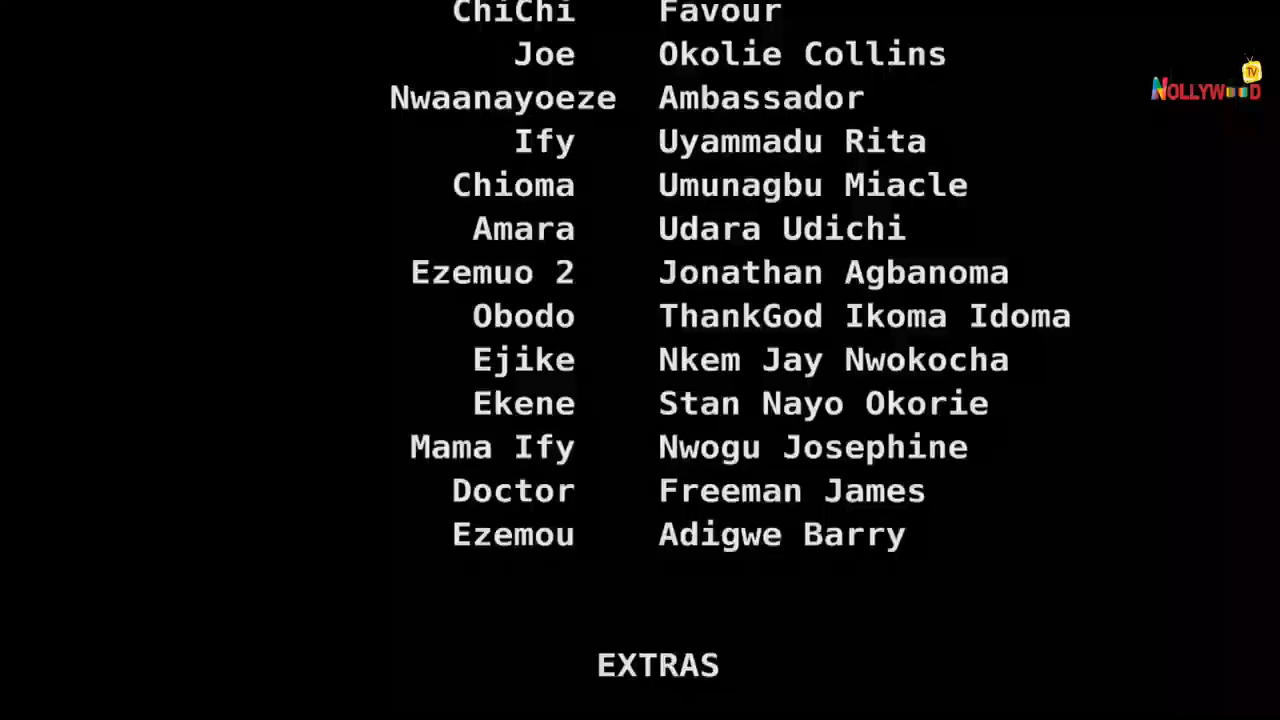 ChiChi Favour
Joe Okolie Collins
Nwaanayoeze Ambassador
Ify Uyammadu Rita
Chioma Umunagbu Miacle
Amara Udara Udichi
Ezemuo 2 Jonathan Agbanoma
Obodo ThankGod Ikoma Idoma
Ejike Nkem Jay Nwokocha
Ekene Stan Nayo Okorie
Mama Ify Nwogu Josephine
Doctor Freeman James
Ezemou Adigwe Barry
EXTRAS
TV
NOLLYWOOD